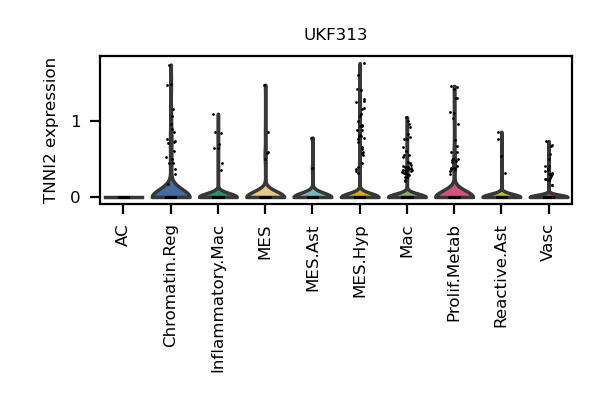 UKF313
TNNI2 expression
1
0
AC
Chromatin.Reg
Inflammatory.Mac
MES
MES.Ast
MES.Hyp
Mac
Prolif.Metab
Reactive.Ast
Vasc